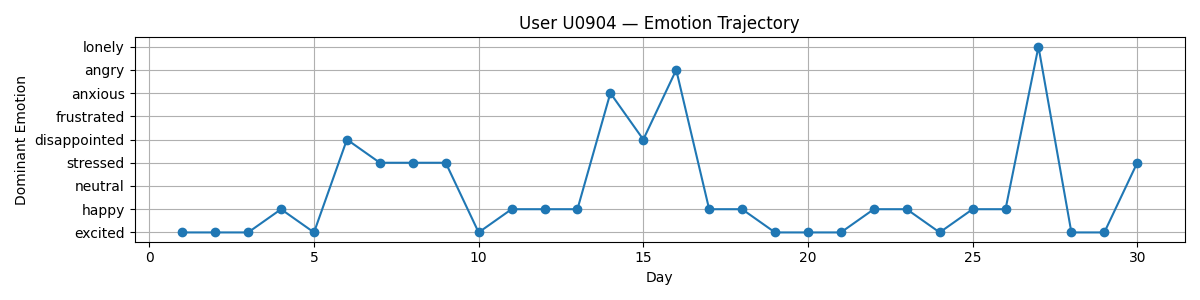 User U0904 — Emotion Trajectory
Dominant Emotion
lonely
angry
anxious
frustrated
disappointed
stressed
neutral
happy
excited
0 5 10 15 20 25 30
Day